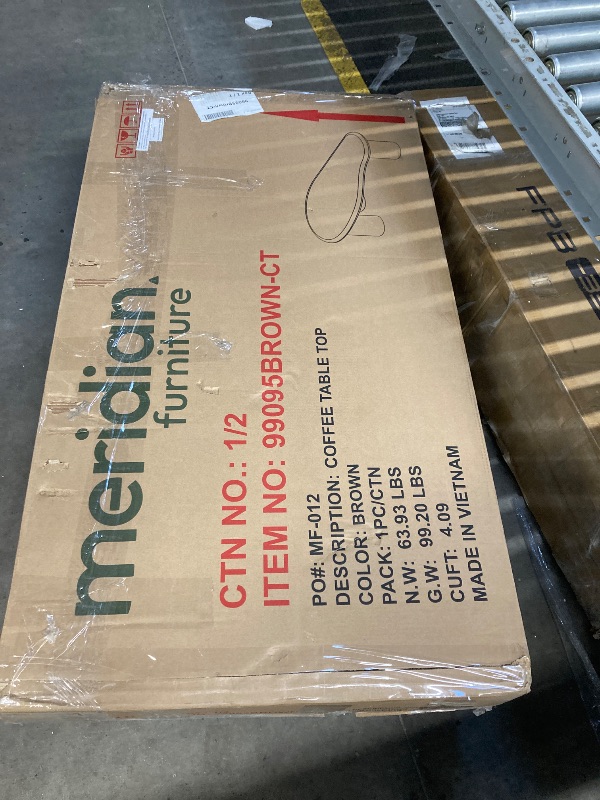 meridian
furniture
CTN NO.: 1/2
ITEM NO: 99095BROWN-CT
PO#: MF-012
DESCRIPTION: COFFEE TABLE TOP
COLOR: BROWN
PACK: 1PC/CTN
N.W: 63.93 LBS
G.W: 99.20 LBS
CUFT: 4.09
MADE IN VIETNAM
FPB